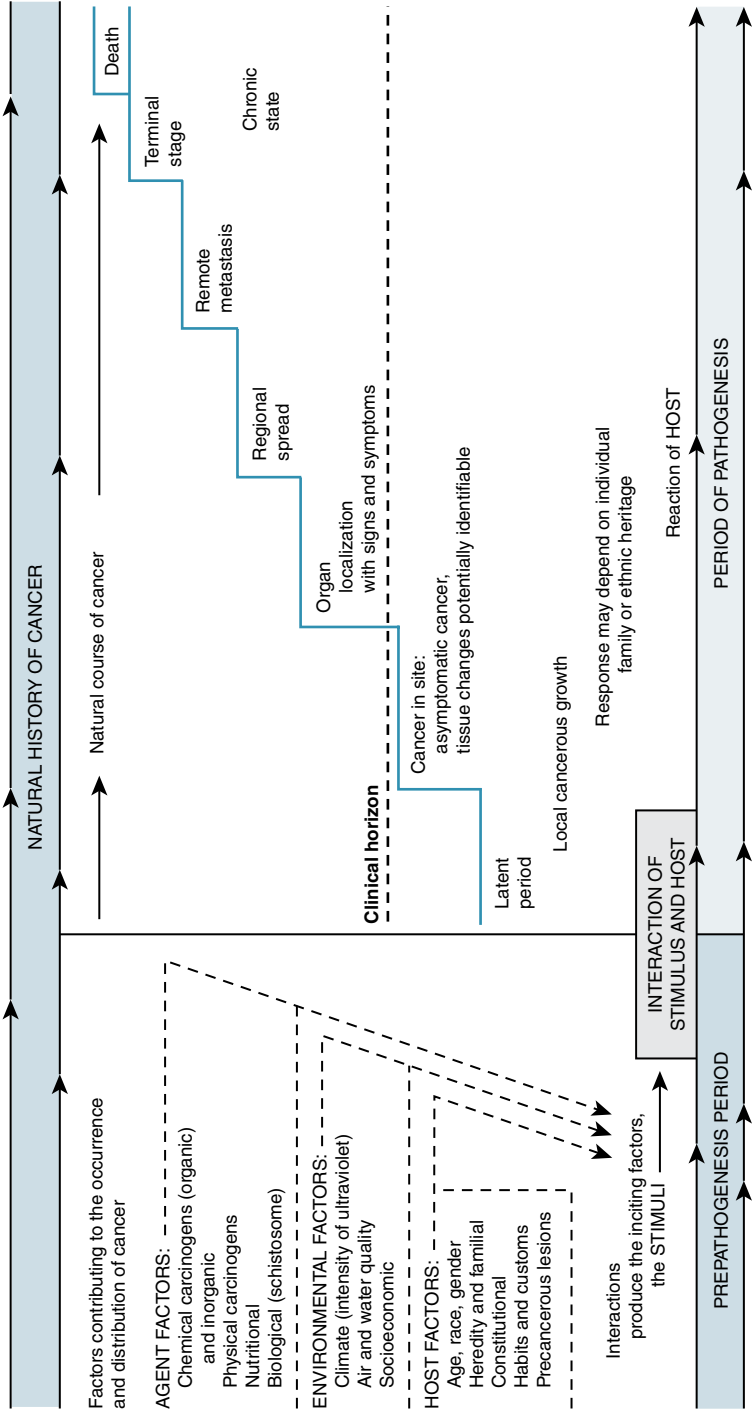 NATURAL HISTORY OF CANCER
Factors contributing to the occurrence
and distribution of cancer
AGENT FACTORS:
Chemical carcinogens (organic)
and inorganic
Physical carcinogens
Nutritional
Biological (schistosome)
ENVIRONMENTAL FACTORS:
Climate (intensity of ultraviolet)
Air and water quality
Socioeconomic
HOST FACTORS:
Age, race, gender
Heredity and familial
Constitutional
Habits and customs
Precancerous lesions
Interactions
produce the inciting factors,
the STIMULI
PREPATHOGENESIS PERIOD
INTERACTION OF
STIMULUS AND HOST
Natural course of cancer
Clinical horizon
Latent
period
Local cancerous growth
Cancer in site:
asymptomatic cancer,
tissue changes potentially identifiable
Response may depend on individual
family or ethnic heritage
Organ
localization
with signs and symptoms
Regional
spread
Remote
metastasis
Terminal
stage
Death
Chronic
state
Reaction of HOST
PERIOD OF PATHOGENESIS